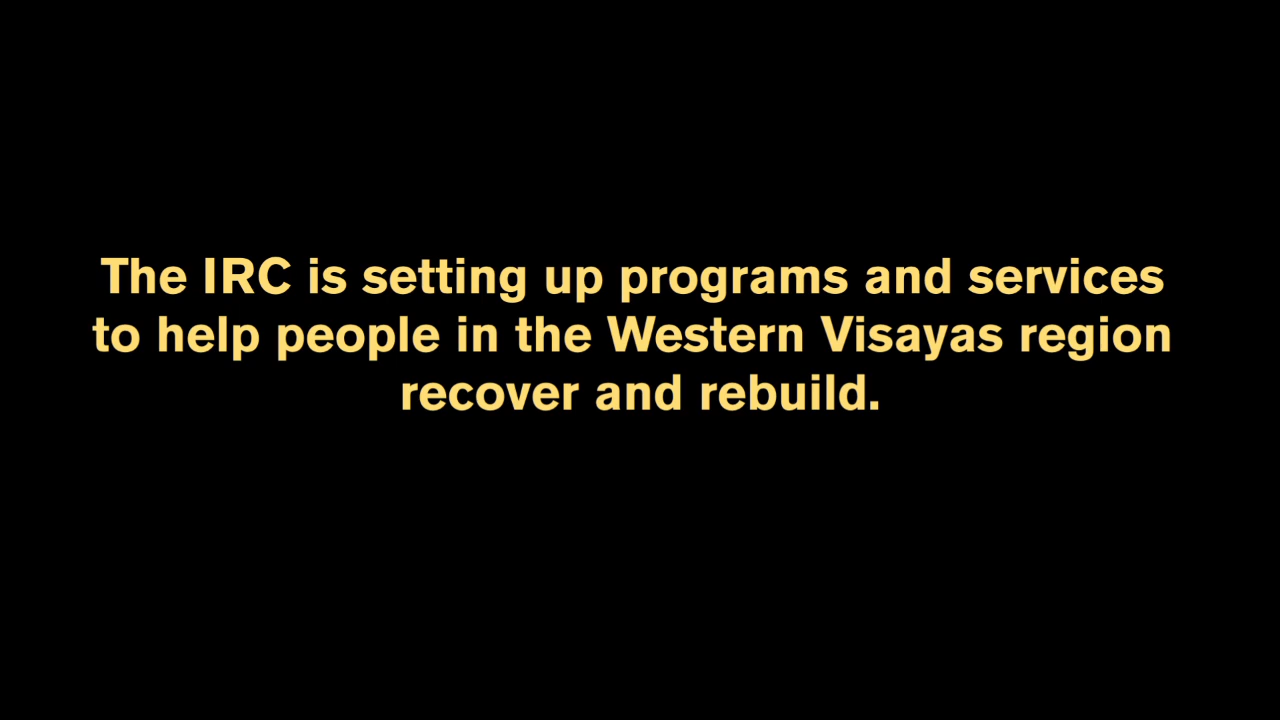 The IRC is setting up programs and services
to help people in the Western Visayas region
recover and rebuild.